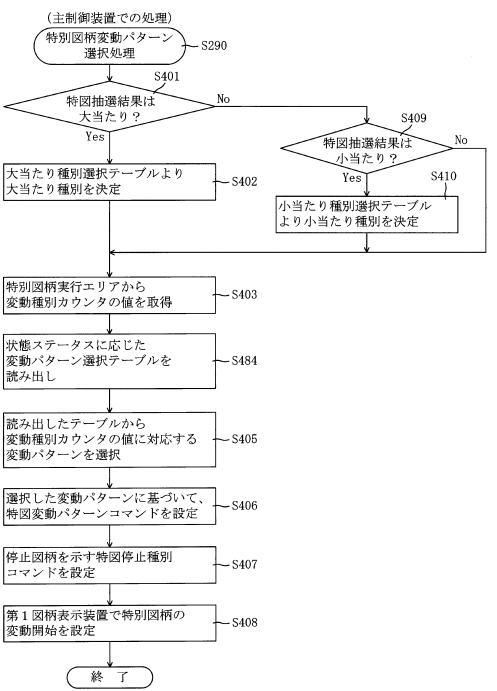 (主制御装置での処理)
特別図柄変動パターン
選択処理
S290
S401
特図抽選結果は
大当たり？
No
Yes
S409
特図抽選結果は
小当たり？
No
Yes
大当たり種別選択テーブルより
大当たり種別を決定
S402
S410
小当たり種別選択テーブル
より小当たり種別を決定
特別図柄実行エリアから
変動種別カウンタの値を取得
S403
状態ステータスに応じた
変動パターン選択テーブルを
読み出し
S484
読み出したテーブルから
変動種別カウンタの値に対応する
変動パターンを選択
S405
選択した変動パターンに基づいて、
特図変動パターンコマンドを設定
S406
停止図柄を示す特図停止種別
コマンドを設定
S407
第１図柄表示装置で特別図柄の
変動開始を設定
S408
終 了